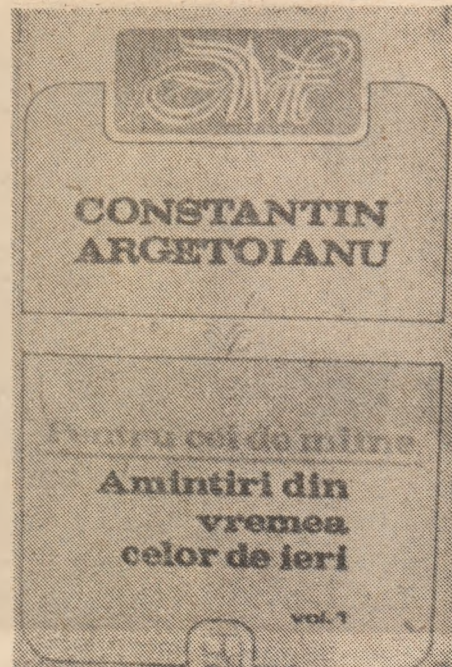 CONSTANTIN
ARGETOIANU
Pentru cei de mîine
Amintiri din
vremea
celor de ieri
vol. 1